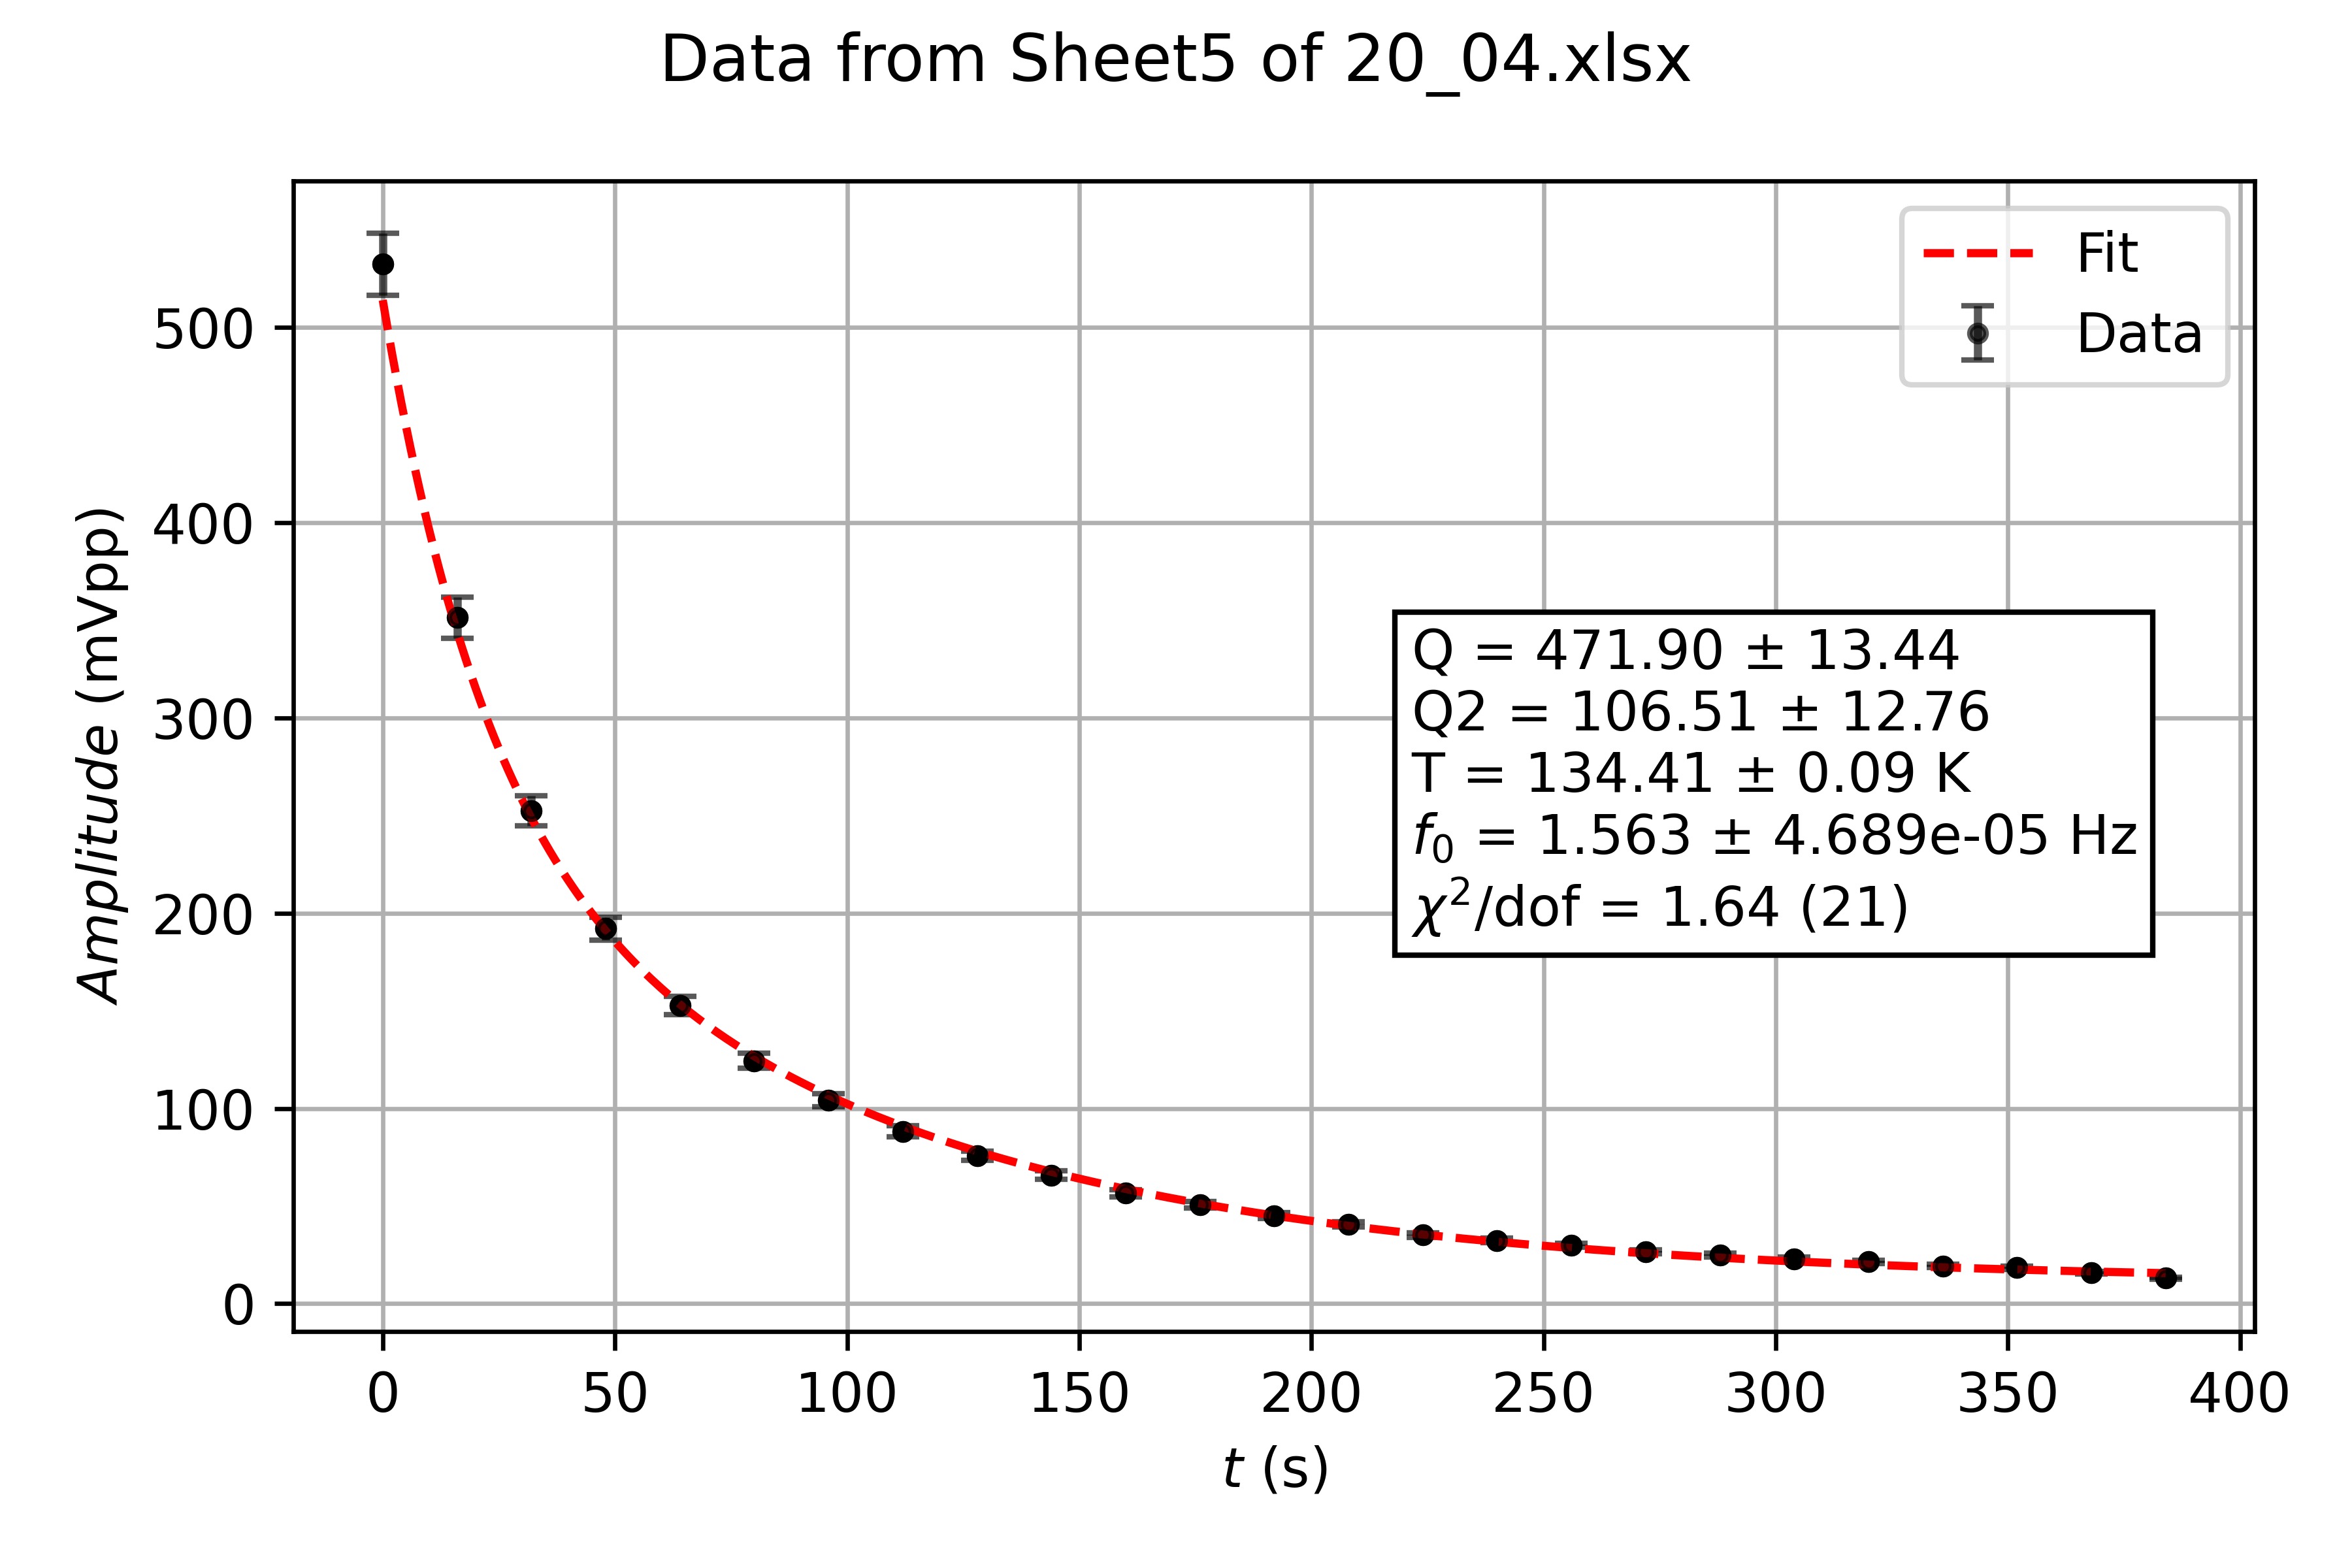 Data from Sheet5 of 20_04.xlsx
Amplitude (mVpp)
500
400
300
200
100
0
Fit
Data
Q = 471.90 ± 13.44
Q2 = 106.51 ± 12.76
T = 134.41 ± 0.09 K
f₀ = 1.563 ± 4.689e-05 Hz
χ²/dof = 1.64 (21)
0 50 100 150 200 250 300 350 400
t (s)